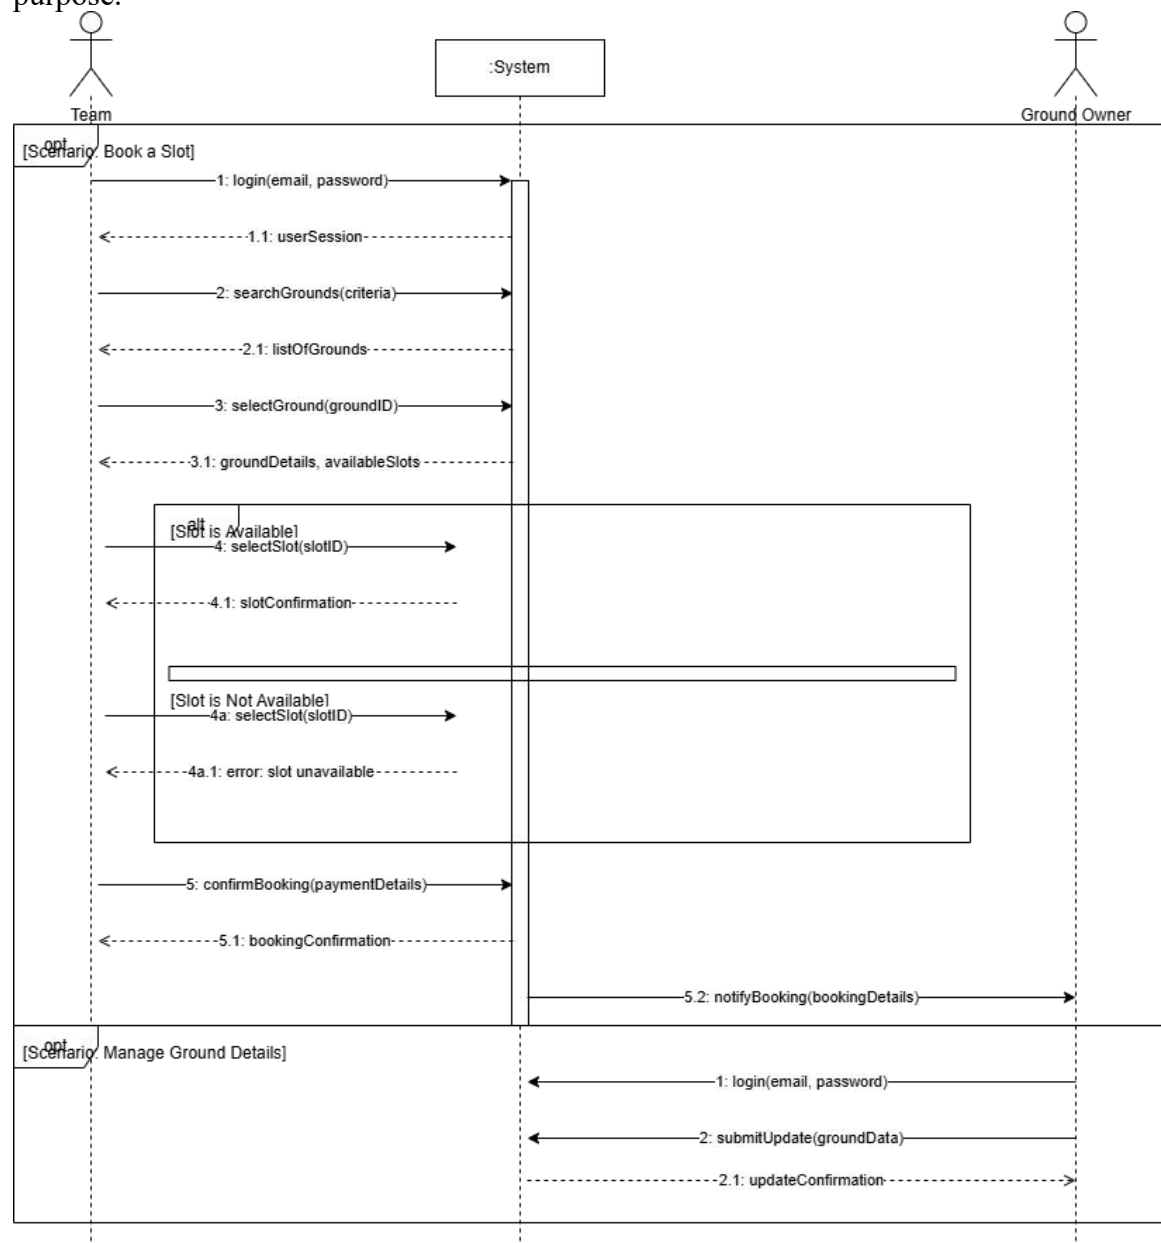 purpose.
:System
Team
Ground Owner
opt
[Scenario: Book a Slot]
1: login(email, password)
1.1: userSession
2: searchGrounds(criteria)
2.1: listOfGrounds
3: selectGround(groundID)
3.1: groundDetails, availableSlots
alt
[Slot is Available]
4: selectSlot(slotID)
4.1: slotConfirmation
[Slot is Not Available]
4a: selectSlot(slotID)
4a.1: error: slot unavailable
5: confirmBooking(paymentDetails)
5.1: bookingConfirmation
5.2: notifyBooking(bookingDetails)
opt
[Scenario: Manage Ground Details]
1: login(email, password)
2: submitUpdate(groundData)
2.1: updateConfirmation